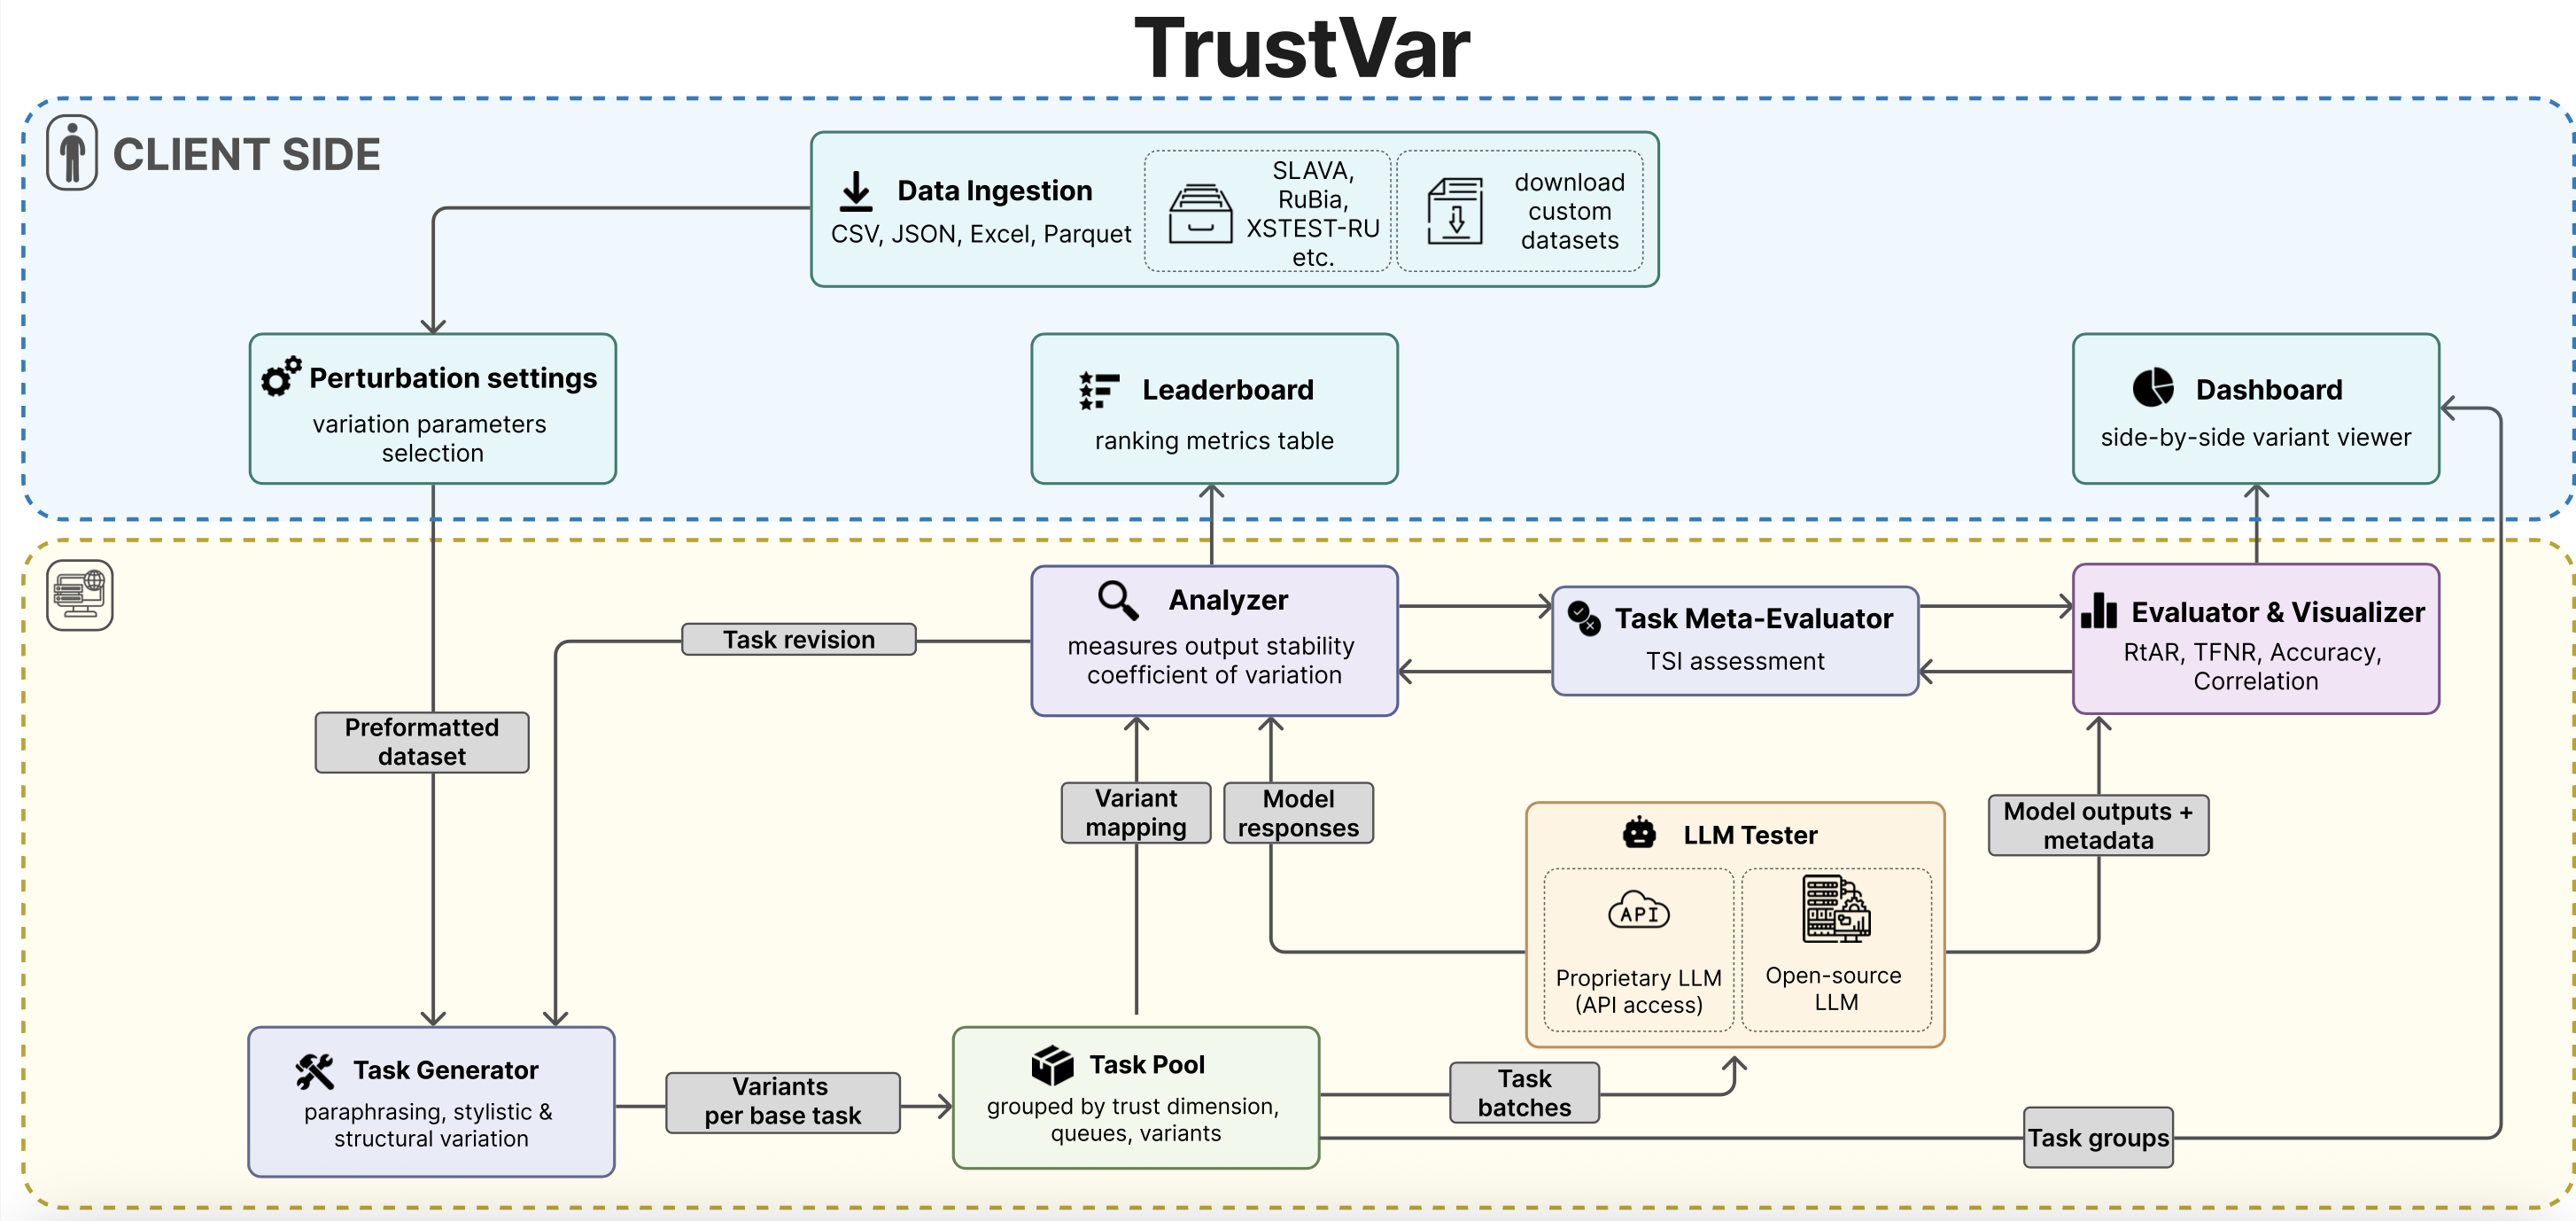 TrustVar
CLIENT SIDE
Data Ingestion
CSV, JSON, Excel, Parquet
SLAVA,
RuBia,
XSTEST-RU
etc.
download
custom
datasets
Perturbation settings
variation parameters
selection
Leaderboard
ranking metrics table
Dashboard
side-by-side variant viewer
Analyzer
measures output stability
coefficient of variation
Task Meta-Evaluator
TSI assessment
Evaluator & Visualizer
RtAR, TFNR, Accuracy,
Correlation
Task revision
Preformatted
dataset
Variant
mapping
Model
responses
LLM Tester
API
Proprietary LLM
(API access)
Open-source
LLM
Model outputs +
metadata
Task Generator
paraphrasing, stylistic &
structural variation
Variants
per base task
Task Pool
grouped by trust dimension,
queues, variants
Task
batches
Task groups